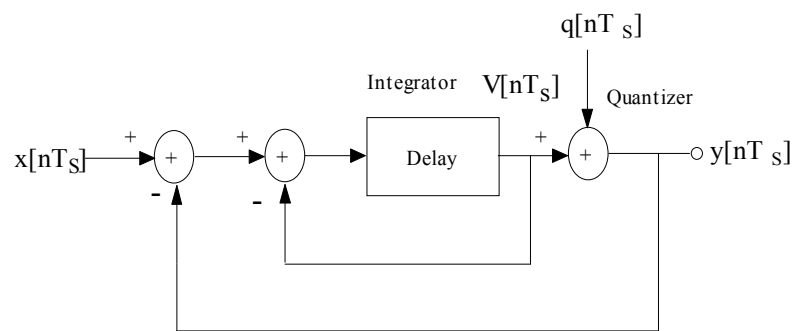 q[nT S]
Integrator
V[nTS]
Quantizer
+
+
+
x[nTS]
+
+
Delay
+
y[nT S]
-
-